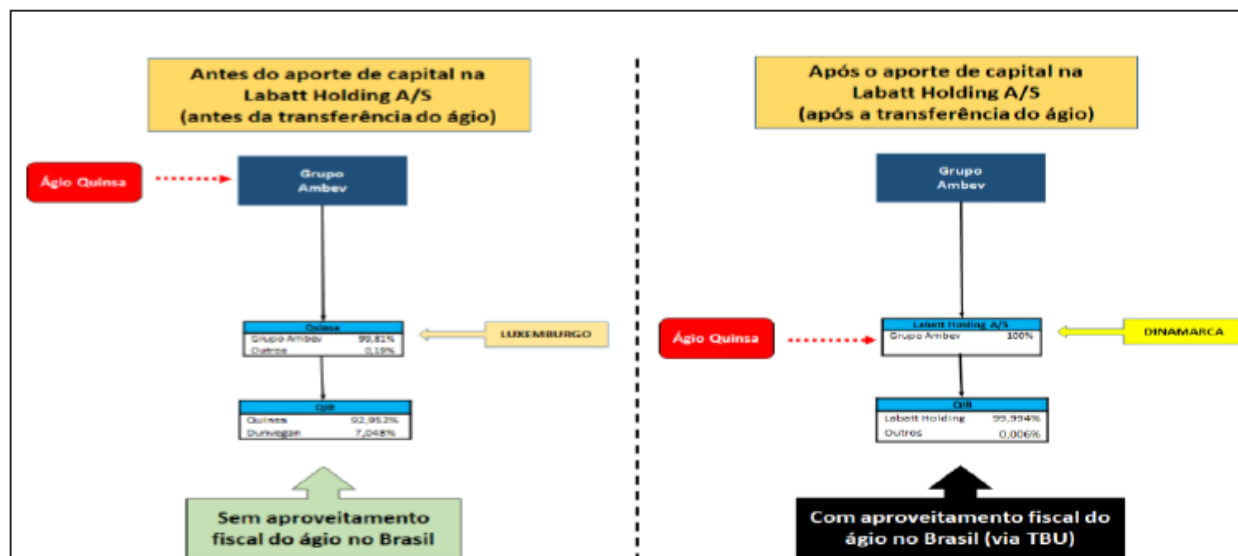 Antes do aporte de capital na
Labatt Holding A/S
(antes da transferência do ágio)
Ágio Quinsa
Grupo
Ambev
Quinsa
Grupo Ambev 99,81%
Outros 0,19%
LUXEMBURGO
QIB
Quinsa 92,952%
Dunvegan 7,048%
Sem aproveitamento
fiscal do ágio no Brasil
Após o aporte de capital na
Labatt Holding A/S
(após a transferência do ágio)
Grupo
Ambev
Ágio Quinsa
Labatt Holding A/S
Grupo Ambev 100%
DINAMARCA
QIB
Labatt Holding 99,994%
Outros 0,006%
Com aproveitamento fiscal do
ágio no Brasil (via TBU)